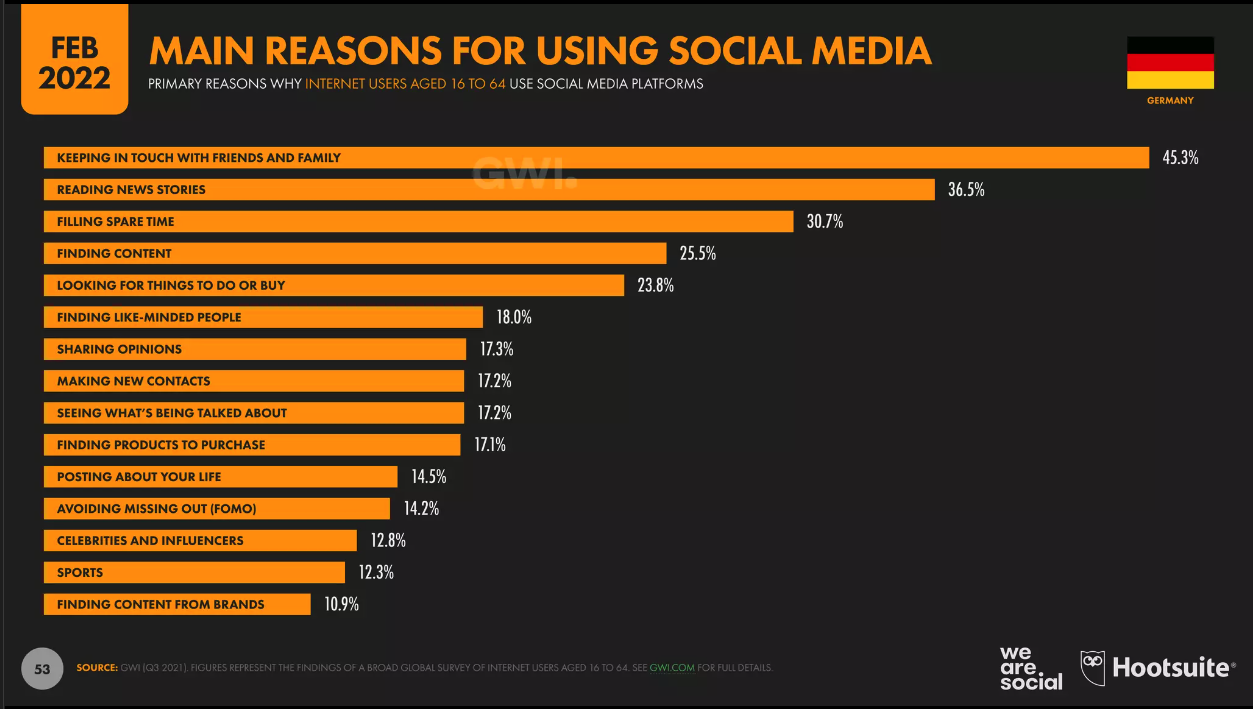 FEB
2022
MAIN REASONS FOR USING SOCIAL MEDIA
PRIMARY REASONS WHY INTERNET USERS AGED 16 TO 64 USE SOCIAL MEDIA PLATFORMS
GERMANY
GWI.
KEEPING IN TOUCH WITH FRIENDS AND FAMILY 45.3%
READING NEWS STORIES 36.5%
FILLING SPARE TIME 30.7%
FINDING CONTENT 25.5%
LOOKING FOR THINGS TO DO OR BUY 23.8%
FINDING LIKE-MINDED PEOPLE 18.0%
SHARING OPINIONS 17.3%
MAKING NEW CONTACTS 17.2%
SEEING WHAT'S BEING TALKED ABOUT 17.2%
FINDING PRODUCTS TO PURCHASE 17.1%
POSTING ABOUT YOUR LIFE 14.5%
AVOIDING MISSING OUT (FOMO) 14.2%
CELEBRITIES AND INFLUENCERS 12.8%
SPORTS 12.3%
FINDING CONTENT FROM BRANDS 10.9%
53
SOURCE: GWI (Q3 2021). FIGURES REPRESENT THE FINDINGS OF A BROAD GLOBAL SURVEY OF INTERNET USERS AGED 16 TO 64. SEE GWI.COM FOR FULL DETAILS.
we
are
social
Hootsuite®